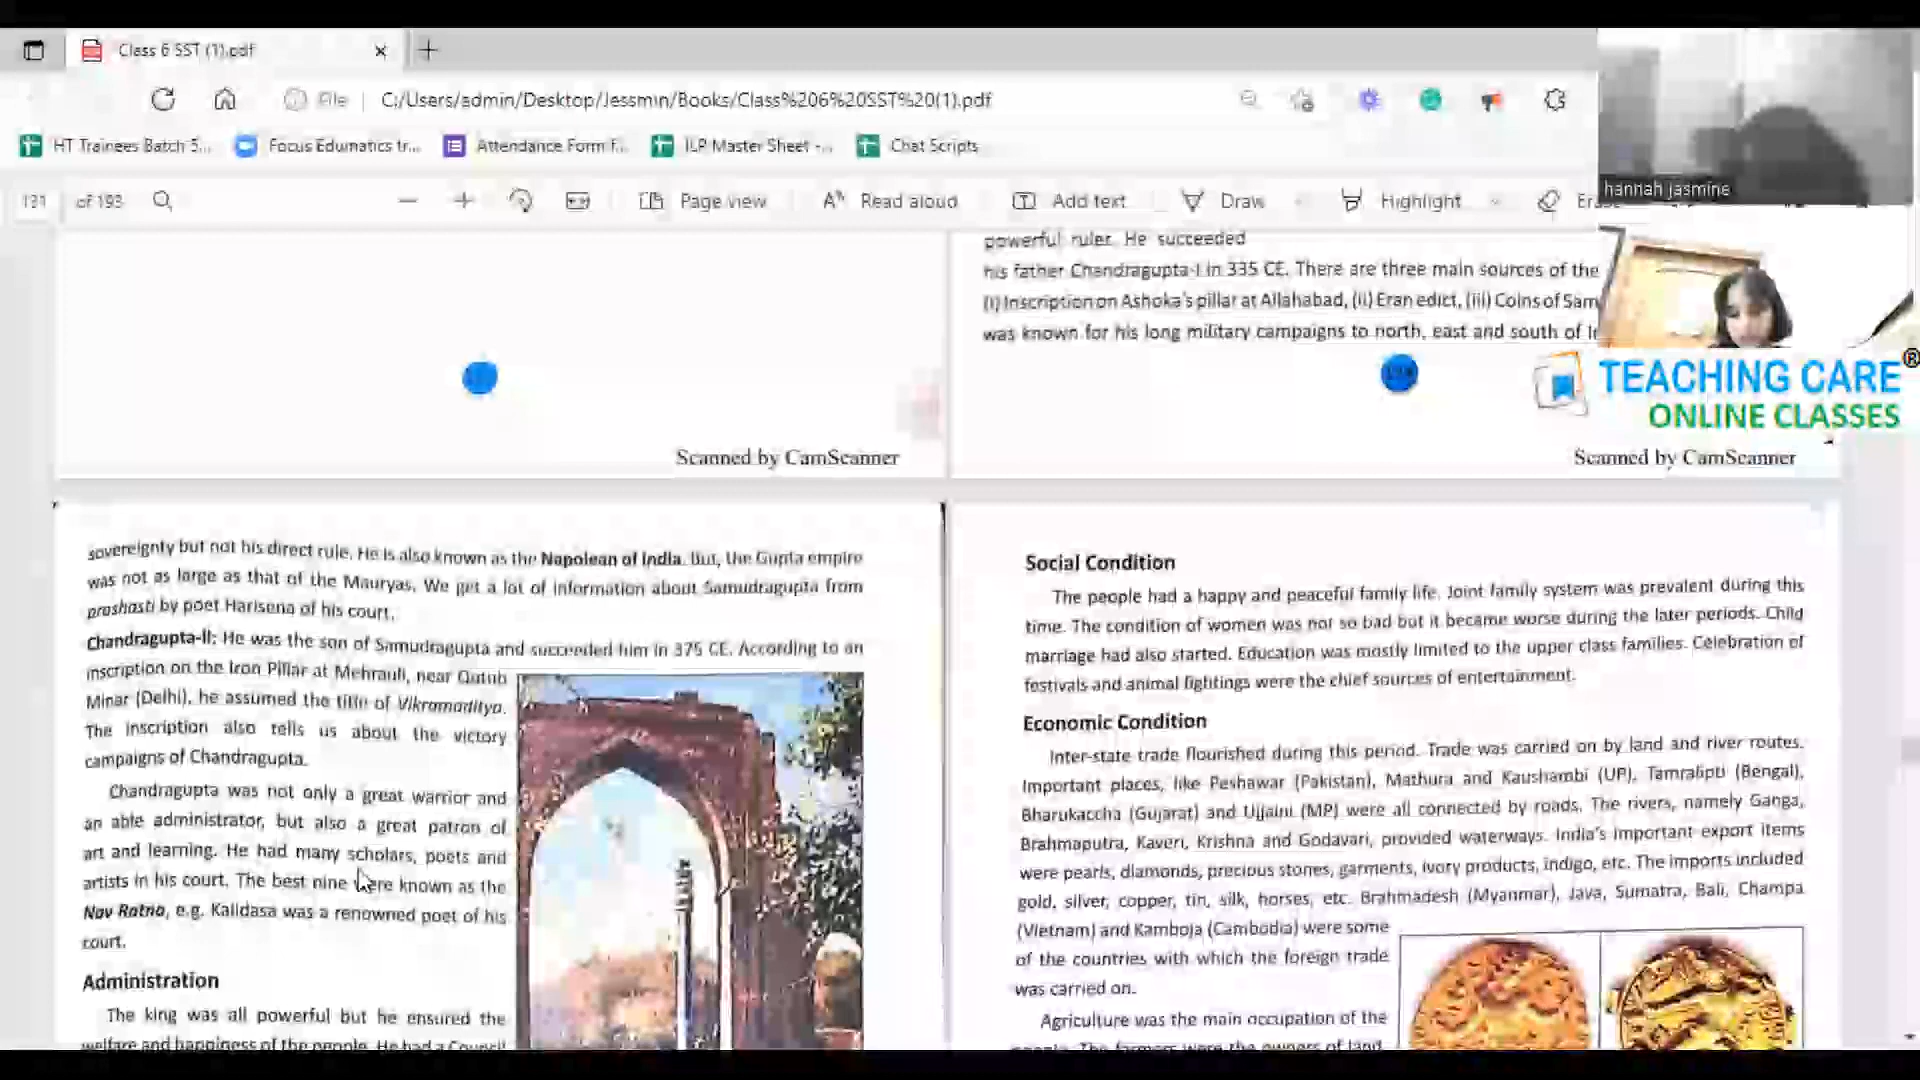 Class 6 SST (1).pdf
File
C:/Users/admin/Desktop/Jessmin/Books/Class%206%20SST%20(1).pdf
HT Trainees Batch 5...
Focus Edumatics tr...
Attendance Form f...
ILP Master Sheet -...
Chat Scripts
131 of 193
Page view
Read aloud
Add text
Draw
Highlight
hannah jasmine
TEACHING CARE®
ONLINE CLASSES
Scanned by CamScanner
powerful ruler. He succeeded
his father Chandragupta-I in 335 CE. There are three main sources of the
(i) Inscription on Ashoka's pillar at Allahabad, (ii) Eran edict, (iii) Coins of Sam
was known for his long military campaigns to north, east and south of
Scanned by CamScanner
sovereignty but not his direct rule. He is also known as the Napolean of India. But, the Gupta empire
was not as large as that of the Mauryas. We get a lot of information about Samudragupta from
prashasti by poet Harisena of his court.
Chandragupta-II: He was the son of Samudragupta and succeeded him in 375 CE. According to an
inscription on the Iron Pillar at Mehrauli, near Qutub
Minar (Delhi), he assumed the title of Vikramaditya.
The inscription also tells us about the victory
campaigns of Chandragupta.
Chandragupta was not only a great warrior and
an able administrator, but also a great patron of
art and learning. He had many scholars, poets and
artists in his court. The best nine were known as the
Nav Ratna, e.g. Kalidasa was a renowned poet of his
court.
Administration
The king was all powerful but he ensured the
welfare and happiness of the people. He had a Council
Social Condition
The people had a happy and peaceful family life. Joint family system was prevalent during this
time. The condition of women was not so bad but it became worse during the later periods. Child
marriage had also started. Education was mostly limited to the upper class families. Celebration of
festivals and animal fightings were the chief sources of entertainment.
Economic Condition
Inter-state trade flourished during this period. Trade was carried on by land and river routes.
Important places, like Peshawar (Pakistan), Mathura and Kaushambi (UP), Tamralipti (Bengal),
Bharukaccha (Gujarat) and Ujjaini (MP) were all connected by roads. The rivers, namely Ganga,
Brahmaputra, Kaveri, Krishna and Godavari, provided waterways. India's important export items
were pearls, diamonds, precious stones, garments, ivory products, indigo, etc. The imports included
gold, silver, copper, tin, silk, horses, etc. Brahmadesh (Myanmar), Java, Sumatra, Bali, Champa
(Vietnam) and Kamboja (Cambodia) were some
of the countries with which the foreign trade
was carried on.
Agriculture was the main occupation of the
people. The farmers were the owners of land.